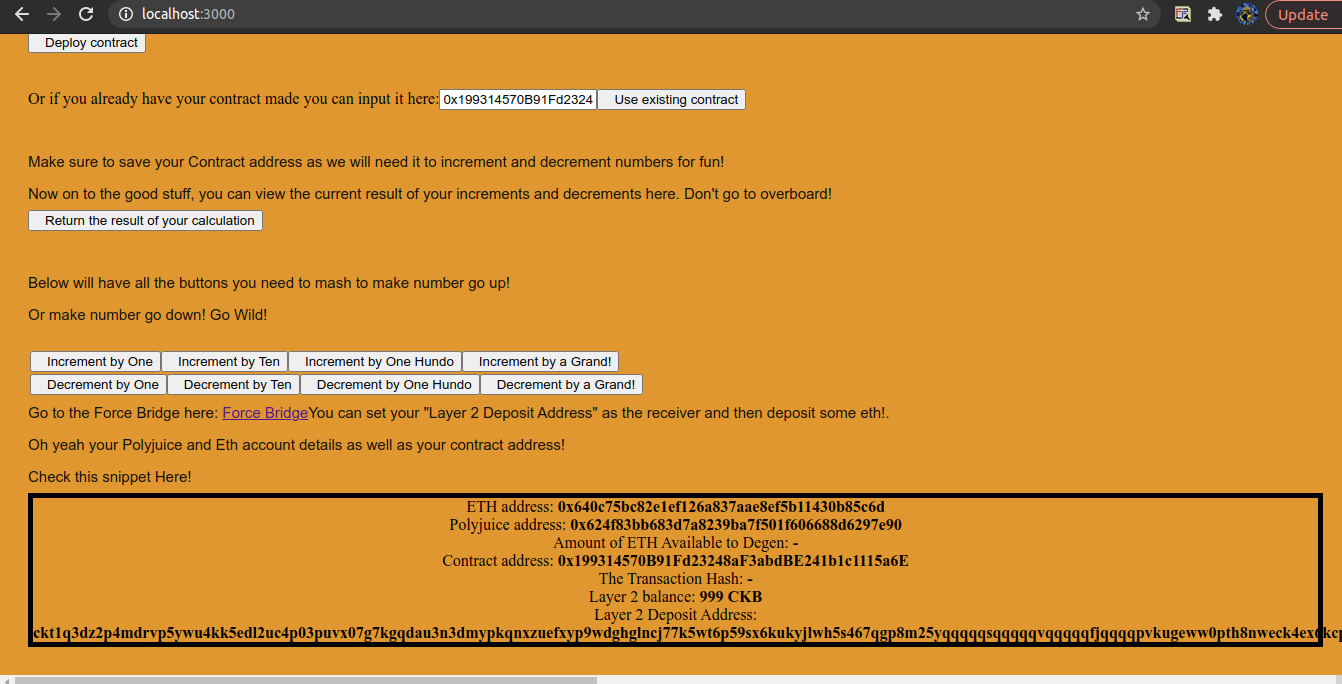 localhost:3000
Update
Deploy contract
Or if you already have your contract made you can input it here: 0x199314570B91Fd2324 Use existing contract
Make sure to save your Contract address as we will need it to increment and decrement numbers for fun!
Now on to the good stuff, you can view the current result of your increments and decrements here. Don't go to overboard!
Return the result of your calculation
Below will have all the buttons you need to mash to make number go up!
Or make number go down! Go Wild!
Increment by One Increment by Ten Increment by One Hundo Increment by a Grand!
Decrement by One Decrement by Ten Decrement by One Hundo Decrement by a Grand!
Go to the Force Bridge here: Force BridgeYou can set your "Layer 2 Deposit Address" as the receiver and then deposit some eth!.
Oh yeah your Polyjuice and Eth account details as well as your contract address!
Check this snippet Here!
ETH address: 0x640c75bc82e1ef126a837aae8ef5b11430b85c6d
Polyjuice address: 0x624f83bb683d7a8239ba7f501f606688d6297e90
Amount of ETH Available to Degen: -
Contract address: 0x199314570B91Fd23248aF3abdBE241b1c1115a6E
The Transaction Hash: -
Layer 2 balance: 999 CKB
Layer 2 Deposit Address: